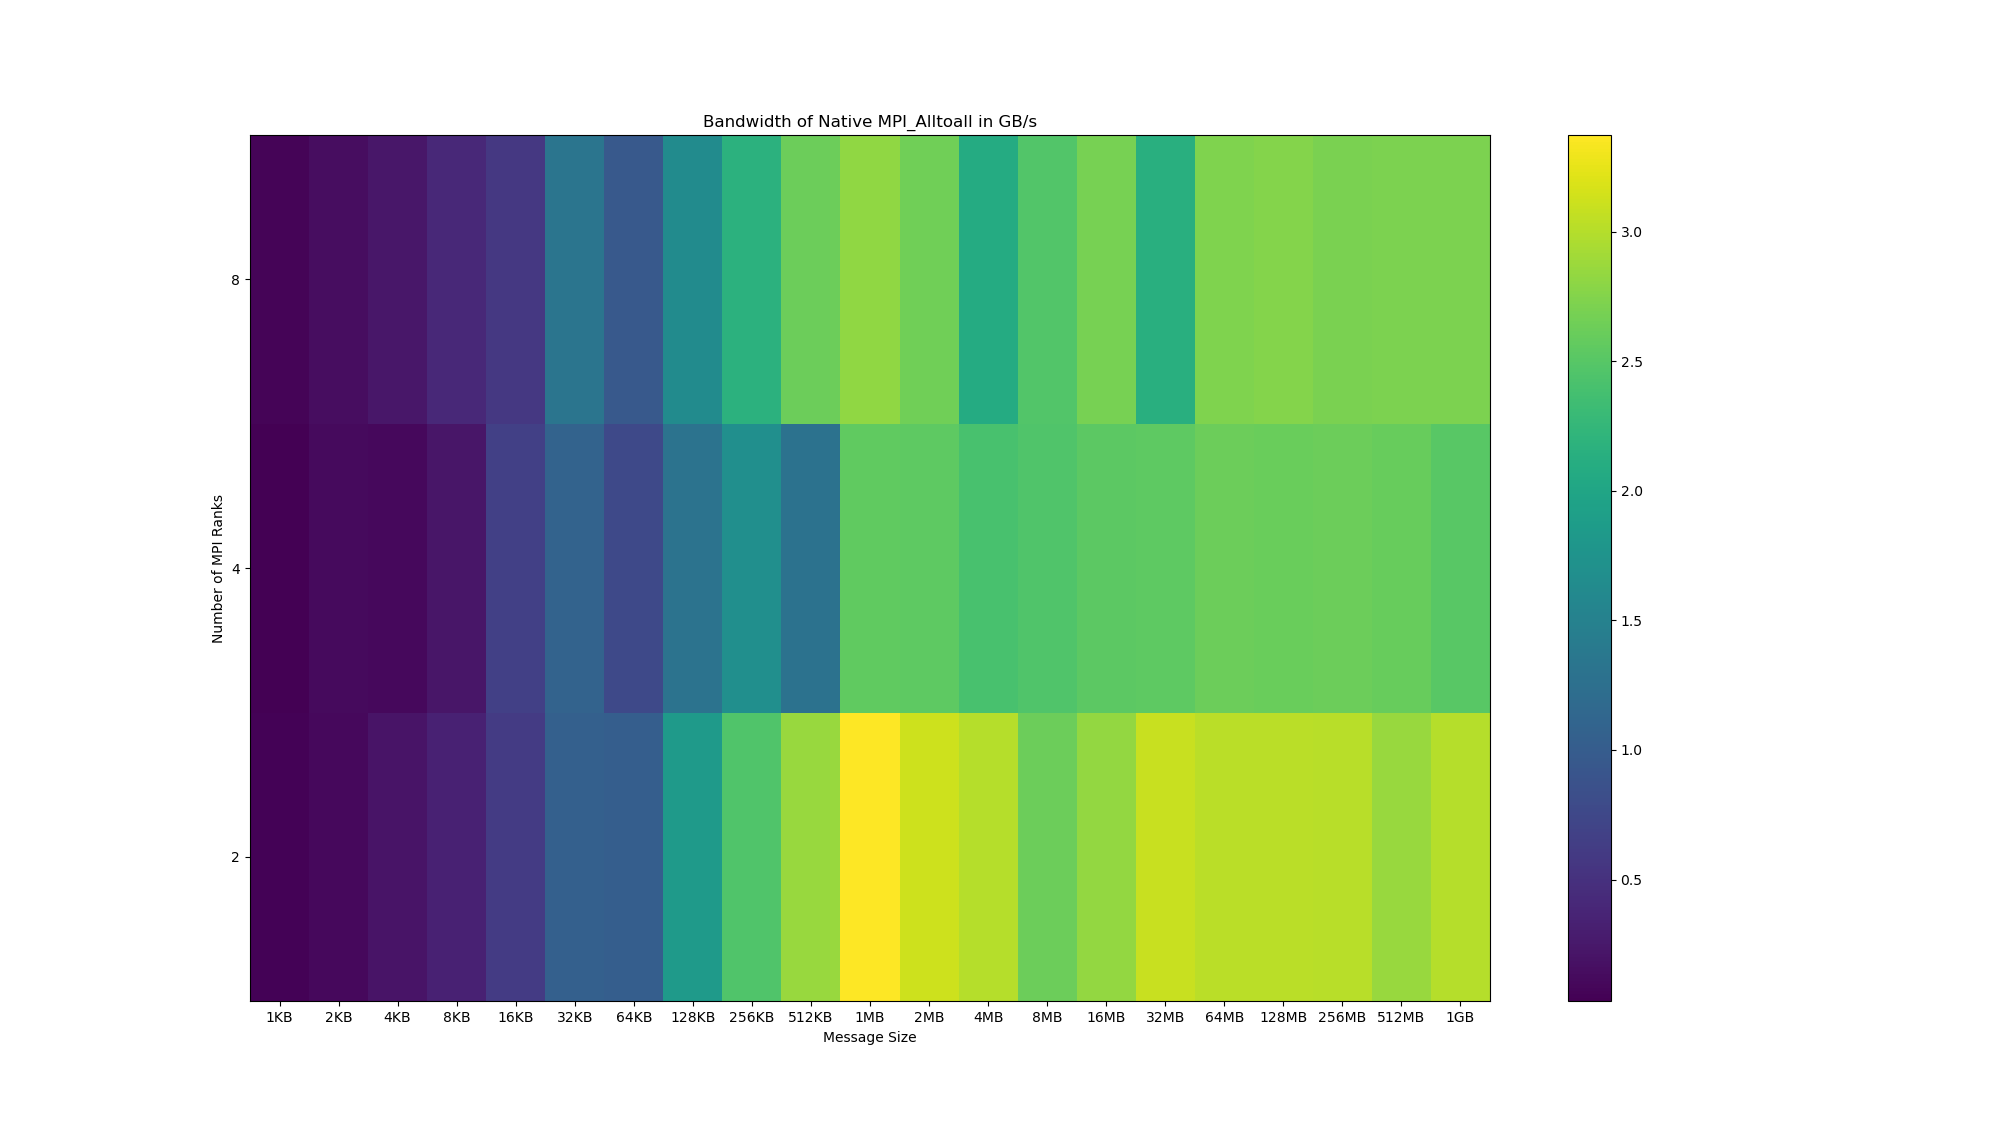 Bandwidth of Native MPI_Alltoall in GB/s
Number of MPI Ranks
8
4
2
1KB 2KB 4KB 8KB 16KB 32KB 64KB 128KB 256KB 512KB 1MB 2MB 4MB 8MB 16MB 32MB 64MB 128MB 256MB 512MB 1GB
Message Size
3.0
2.5
2.0
1.5
1.0
0.5